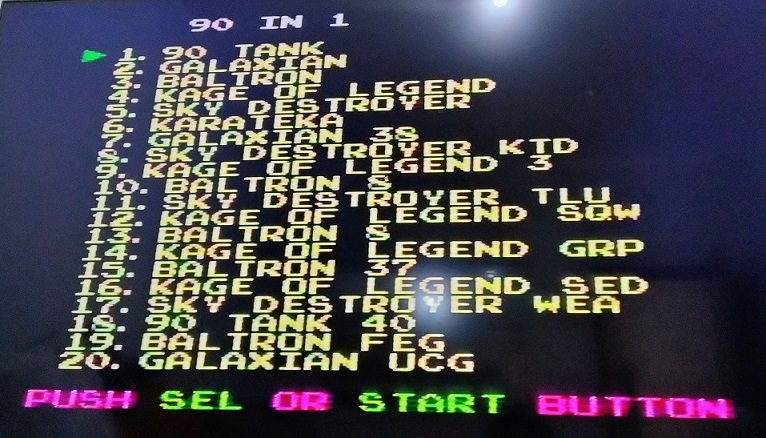 90 IN 1
1. 90 TANK
2. GALAXIAN
3. BALTRON
4. KAGE OF LEGEND
5. SKY DESTROYER
6. KARATEKA
7. GALAXIAN 38
8. SKY DESTROYER KTD
9. KAGE OF LEGEND 3
10. BALTRON 8
11. SKY DESTROYER TLU
12. KAGE OF LEGEND SQW
13. BALTRON S
14. KAGE OF LEGEND GRP
15. BALTRON 37
16. KAGE OF LEGEND SED
17. SKY DESTROYER WEA
18. 90 TANK 40
19. BALTRON FEG
20. GALAXIAN UCG
PUSH SEL OR START BUTTON